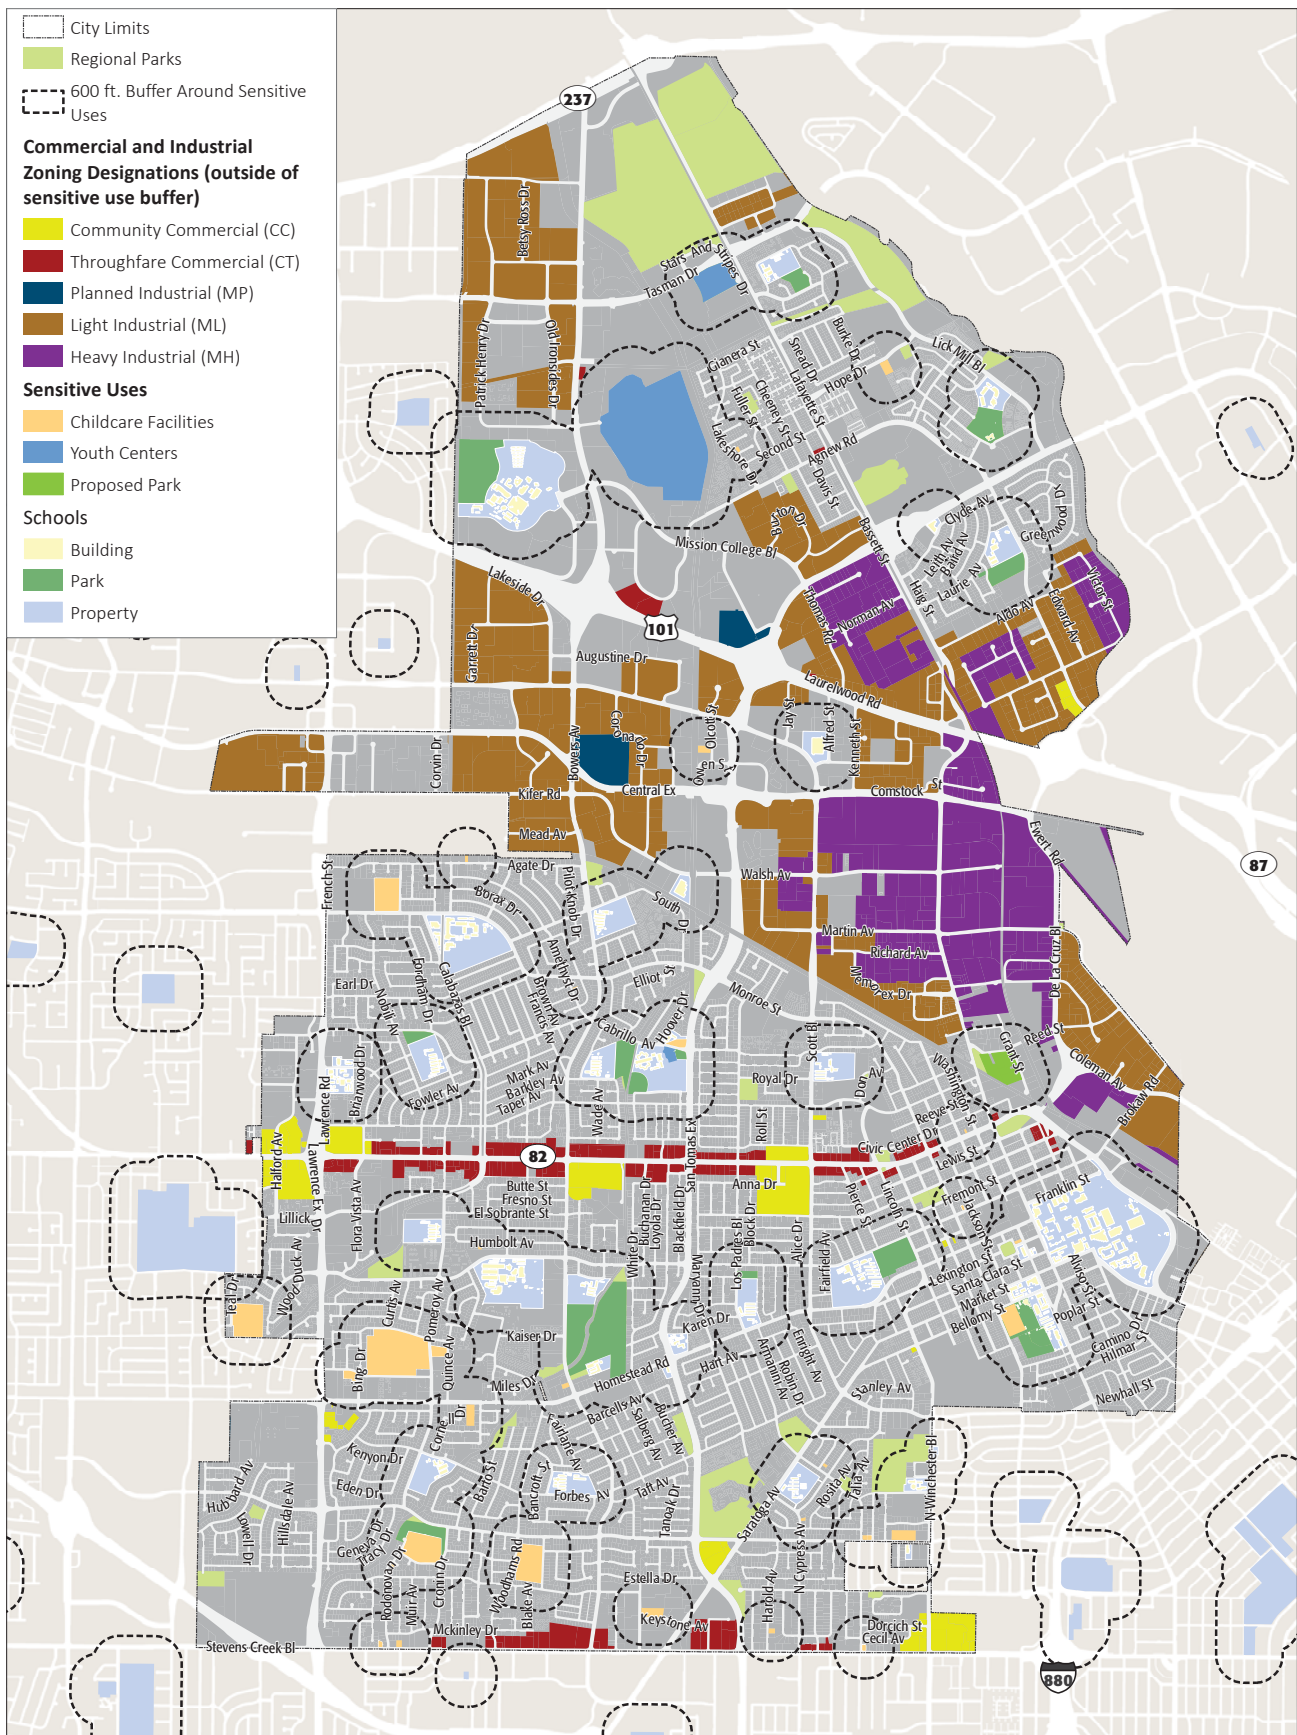 City Limits
Regional Parks
600 ft. Buffer Around Sensitive
Uses
Commercial and Industrial
Zoning Designations (outside of
sensitive use buffer)
Community Commercial (CC)
Throughfare Commercial (CT)
Planned Industrial (MP)
Light Industrial (ML)
Heavy Industrial (MH)
Sensitive Uses
Childcare Facilities
Youth Centers
Proposed Park
Schools
Building
Park
Property
237
Betsy Ross Dr
Stars And Stripes Dr
Tasman Dr
Patrick Henry Dr
Old Ironsides Dr
Gianera St
Snead Dr
Burke Dr
Lick Mill Bl
Hope Dr
Lafayette St
Cheeney St
Fuller St
Lakeshore Dr
Second St
Agnew Rd
Davis St
Burton Dr
Bassett St
Clyde Av
Greenwood Dr
Leith Av
Baird Av
Laurie Av
Haig St
Mission College Bl
Lakeside Dr
Thomas Rd
Norman Av
Victor St
Edward Av
Aldo Av
101
Garrett Dr
Augustine Dr
Laurelwood Rd
Coronado Dr
Olcott St
Jay St
Alfred St
Kenneth St
Corvin Dr
Bowers Av
Owen St
Central Ex
Comstock St
Kifer Rd
Mead Av
Ewert Rd
87
French St
Agate Dr
Walsh Av
Borax Dr
Pilot Knob Dr
South Dr
Martin Av
Richard Av
De La Cruz Bl
Memorex Dr
Earl Dr
Fordham Dr
Calabazas Bl
Amethyst Dr
Elliot St
Monroe St
Nobili Av
Brown Av
Francis Av
Cabrillo Av
Hoover Dr
Scott Bl
Reed St
Grant St
Coleman Av
Brokaw Rd
Lawrence Rd
Briarwood Dr
Mark Av
Barkley Av
Taper Av
Fowler Av
Wade Av
Royal Dr
Don Av
Washington St
Reeve St
Roll St
Civic Center Dr
Lewis St
Halford Av
Lawrence Ex
82
San Tomas Ex
Butte St
Fresno St
El Sobrante St
Anna Dr
Pierce St
Lincoln St
Fremont St
Jackson St
Franklin St
Lillick Dr
Flora Vista Av
Humbolt Av
White Dr
Buchanan Dr
Loyola Dr
Blackfield Dr
Los Padres Bl
Block Dr
Alice Dr
Fairfield Av
Lexington St
Santa Clara St
Market St
Bellomy St
Alviso St
Poplar St
Camino Dr
Hilmar St
Newhall St
Wood Duck Av
Teal Dr
Curtis Av
Pomeroy Av
Maryann Dr
Karen Dr
Kaiser Dr
Bing Dr
Quince Av
Miles Dr
Homestead Rd
Hart Av
Armanini Av
Enright Av
Robin Dr
Stanley Av
Barcells Av
Salberg Av
Bucher Av
Fairlane Av
Kenyon Dr
Eden Dr
Barto St
Bancroft St
Forbes Av
Taft Av
Tanoak Dr
Saratoga Av
Rosita Av
Talia Av
N Winchester Bl
Hubbard Av
Lowell Dr
Hillsdale Av
Geneva Dr
Tracy Dr
Rodonovan Dr
Muir Av
Cronin Dr
Woodhams Rd
Blake Av
Estella Dr
Keystone Av
Harold Av
N Cypress Av
Dorcich St
Cecil Av
Mckinley Dr
Stevens Creek Bl
880